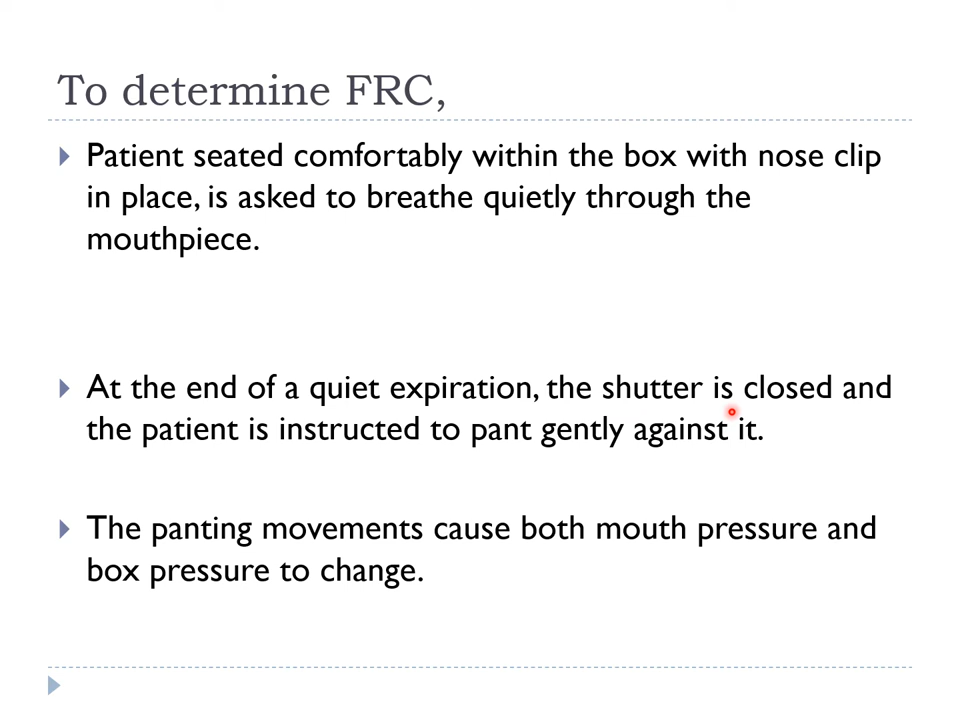 To determine FRC,
Patient seated comfortably within the box with nose clip
in place, is asked to breathe quietly through the
mouthpiece.
At the end of a quiet expiration, the shutter is closed and
the patient is instructed to pant gently against it.
The panting movements cause both mouth pressure and
box pressure to change.